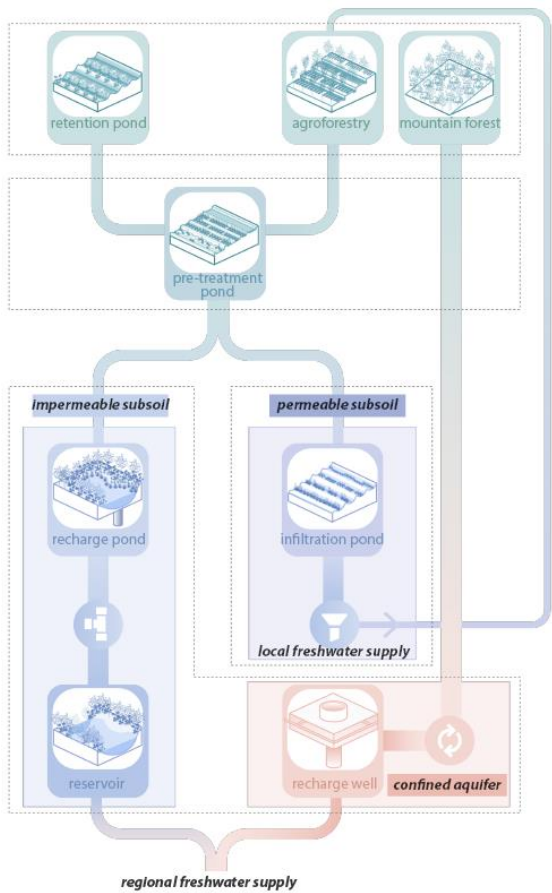 retention pond
agroforestry
mountain forest
pre-treatment
pond
impermeable subsoil
permeable subsoil
recharge pond
infiltration pond
local freshwater supply
reservoir
recharge well
confined aquifer
regional freshwater supply